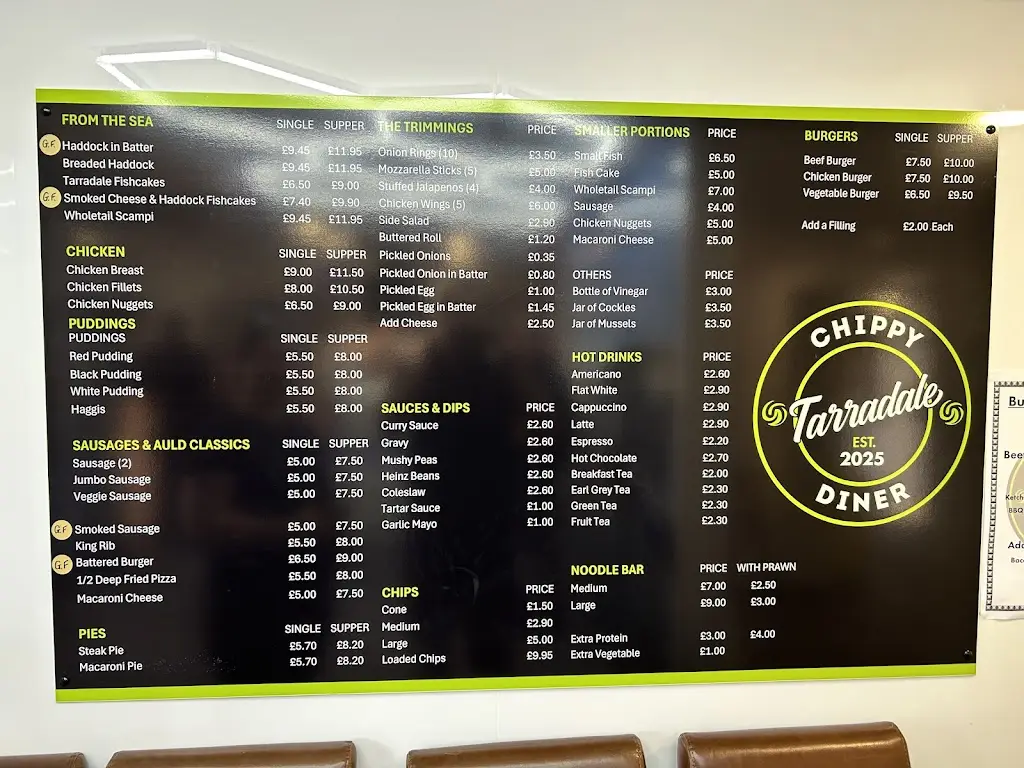 FROM THE SEA SINGLE SUPPER
G.F Haddock in Batter £9.45 £11.95
Breaded Haddock £9.45 £11.95
Tarradale Fishcakes £6.50 £9.00
G.F Smoked Cheese & Haddock Fishcakes £7.40 £9.90
Wholetail Scampi £9.45 £11.95
CHICKEN SINGLE SUPPER
Chicken Breast £9.00 £11.50
Chicken Fillets £8.00 £10.50
Chicken Nuggets £6.50 £9.00
PUDDINGS
PUDDINGS SINGLE SUPPER
Red Pudding £5.50 £8.00
Black Pudding £5.50 £8.00
White Pudding £5.50 £8.00
Haggis £5.50 £8.00
SAUSAGES & AULD CLASSICS SINGLE SUPPER
Sausage (2) £5.00 £7.50
Jumbo Sausage £5.00 £7.50
Veggie Sausage £5.00 £7.50
G.F Smoked Sausage £5.00 £7.50
King Rib £5.50 £8.00
G.F Battered Burger £6.50 £9.00
1/2 Deep Fried Pizza £5.50 £8.00
Macaroni Cheese £5.00 £7.50
PIES SINGLE SUPPER
Steak Pie £5.70 £8.20
Macaroni Pie £5.70 £8.20
THE TRIMMINGS PRICE
Onion Rings (10) £3.50
Mozzarella Sticks (5) £5.00
Stuffed Jalapenos (4) £4.00
Chicken Wings (5) £6.00
Side Salad £2.90
Buttered Roll £1.20
Pickled Onions £0.35
Pickled Onion in Batter £0.80
Pickled Egg £1.00
Pickled Egg in Batter £1.45
Add Cheese £2.50
SAUCES & DIPS PRICE
Curry Sauce £2.60
Gravy £2.60
Mushy Peas £2.60
Heinz Beans £2.60
Coleslaw £2.60
Tartar Sauce £1.00
Garlic Mayo £1.00
CHIPS PRICE
Cone £1.50
Medium £2.90
Large £5.00
Loaded Chips £9.95
SMALLER PORTIONS PRICE
Small Fish £6.50
Fish Cake £5.00
Wholetail Scampi £7.00
Sausage £4.00
Chicken Nuggets £5.00
Macaroni Cheese £5.00
OTHERS PRICE
Bottle of Vinegar £3.00
Jar of Cockles £3.50
Jar of Mussels £3.50
HOT DRINKS PRICE
Americano £2.60
Flat White £2.90
Cappuccino £2.90
Latte £2.90
Espresso £2.20
Hot Chocolate £2.70
Breakfast Tea £2.00
Earl Grey Tea £2.30
Green Tea £2.30
Fruit Tea £2.30
NOODLE BAR PRICE WITH PRAWN
Medium £7.00 £2.50
Large £9.00 £3.00
Extra Protein £3.00 £4.00
Extra Vegetable £1.00
BURGERS SINGLE SUPPER
Beef Burger £7.50 £10.00
Chicken Burger £7.50 £10.00
Vegetable Burger £6.50 £9.50
Add a Filling £2.00 Each
CHIPPY
Tarradale
EST.
2025
DINER